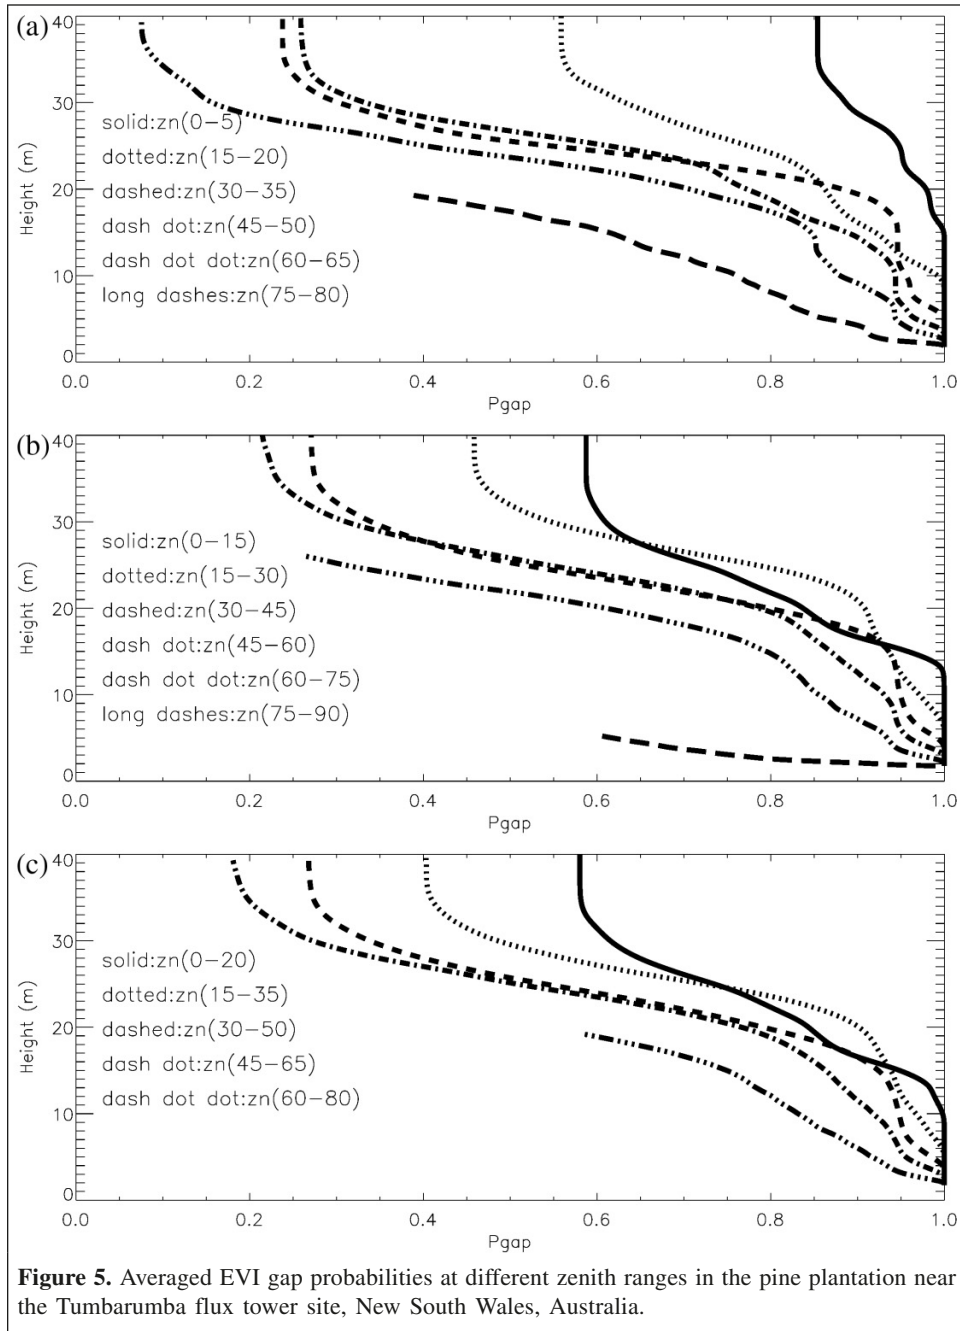 (a)
40
30
20
10
0
Height (m)
solid:zn(0−5)
dotted:zn(15−20)
dashed:zn(30−35)
dash dot:zn(45−50)
dash dot dot:zn(60−65)
long dashes:zn(75−80)
0.0 0.2 0.4 0.6 0.8 1.0
Pgap
(b)
40
30
20
10
0
Height (m)
solid:zn(0−15)
dotted:zn(15−30)
dashed:zn(30−45)
dash dot:zn(45−60)
dash dot dot:zn(60−75)
long dashes:zn(75−90)
0.0 0.2 0.4 0.6 0.8 1.0
Pgap
(c)
40
30
20
10
0
Height (m)
solid:zn(0−20)
dotted:zn(15−35)
dashed:zn(30−50)
dash dot:zn(45−65)
dash dot dot:zn(60−80)
0.0 0.2 0.4 0.6 0.8 1.0
Pgap
Figure 5. Averaged EVI gap probabilities at different zenith ranges in the pine plantation near
the Tumbarumba flux tower site, New South Wales, Australia.